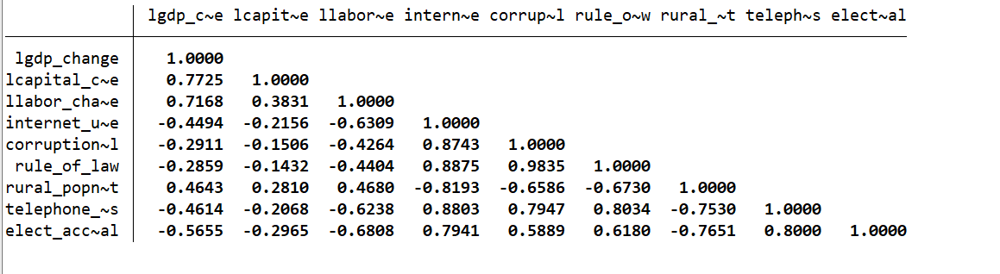 lgdp_c~e lcapit~e llabor~e intern~e corrup~l rule_o~w rural_~t teleph~s elect~al
lgdp_change 1.0000
lcapital_c~e 0.7725 1.0000
llabor_cha~e 0.7168 0.3831 1.0000
internet_u~e -0.4494 -0.2156 -0.6309 1.0000
corruption~l -0.2911 -0.1506 -0.4264 0.8743 1.0000
rule_of_law -0.2859 -0.1432 -0.4404 0.8875 0.9835 1.0000
rural_popn~t 0.4643 0.2810 0.4680 -0.8193 -0.6586 -0.6730 1.0000
telephone_~s -0.4614 -0.2068 -0.6238 0.8803 0.7947 0.8034 -0.7530 1.0000
elect_acc~al -0.5655 -0.2965 -0.6808 0.7941 0.5889 0.6180 -0.7651 0.8000 1.0000